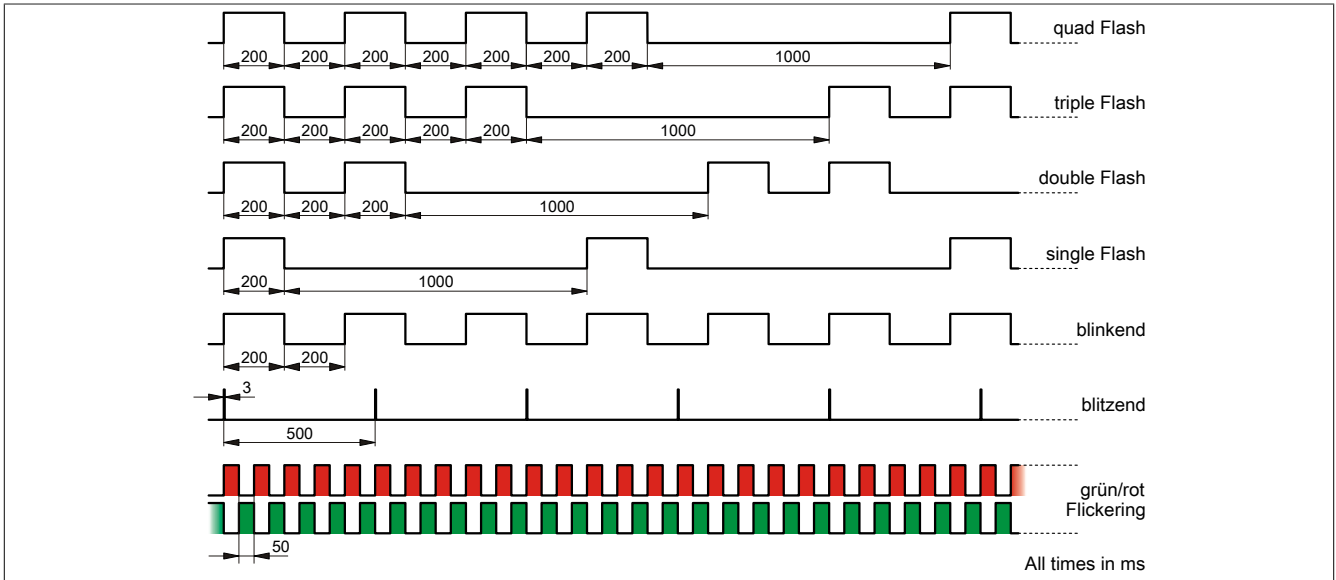 quad Flash
200 200 200 200 200 200 200 1000
triple Flash
200 200 200 200 200 1000
double Flash
200 200 200 1000
single Flash
200 1000
blinkend
200 200
3
blitzend
500
grün/rot
Flickering
50
All times in ms